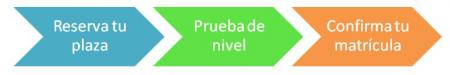 Reserva tu
plaza
Prueba de
nivel
Confirma tu
matrícula